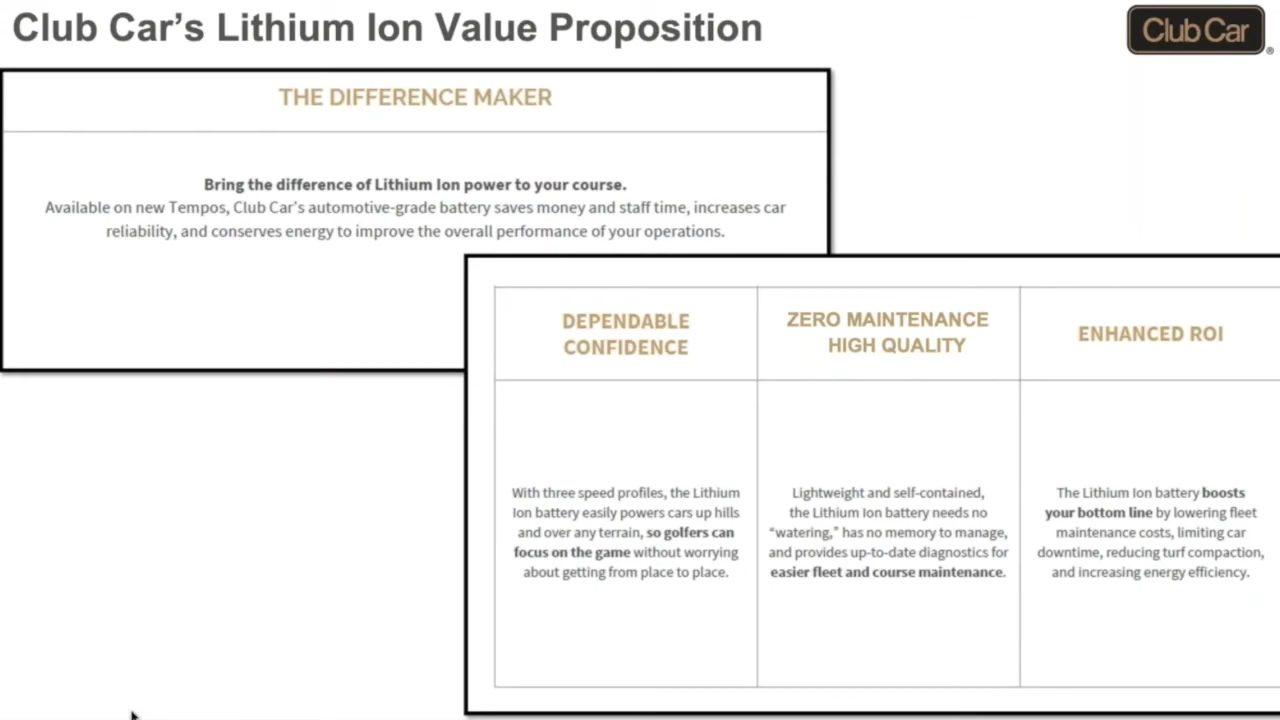 Club Car's Lithium Ion Value Proposition
Club Car®
THE DIFFERENCE MAKER
Bring the difference of Lithium Ion power to your course.
Available on new Tempos, Club Car's automotive-grade battery saves money and staff time, increases car
reliability, and conserves energy to improve the overall performance of your operations.
DEPENDABLE
CONFIDENCE
With three speed profiles, the Lithium
Ion battery easily powers cars up hills
and over any terrain, so golfers can
focus on the game without worrying
about getting from place to place.
ZERO MAINTENANCE
HIGH QUALITY
Lightweight and self-contained,
the Lithium Ion battery needs no
“watering,” has no memory to manage,
and provides up-to-date diagnostics for
easier fleet and course maintenance.
ENHANCED ROI
The Lithium Ion battery boosts
your bottom line by lowering fleet
maintenance costs, limiting car
downtime, reducing turf compaction,
and increasing energy efficiency.